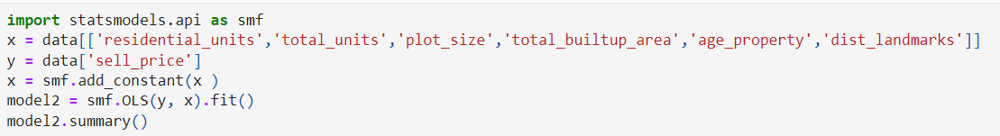 import statsmodels.api as smf
x = data[['residential_units','total_units','plot_size','total_builtup_area','age_property','dist_landmarks']]
y = data['sell_price']
x = smf.add_constant(x )
model2 = smf.OLS(y, x).fit()
model2.summary()